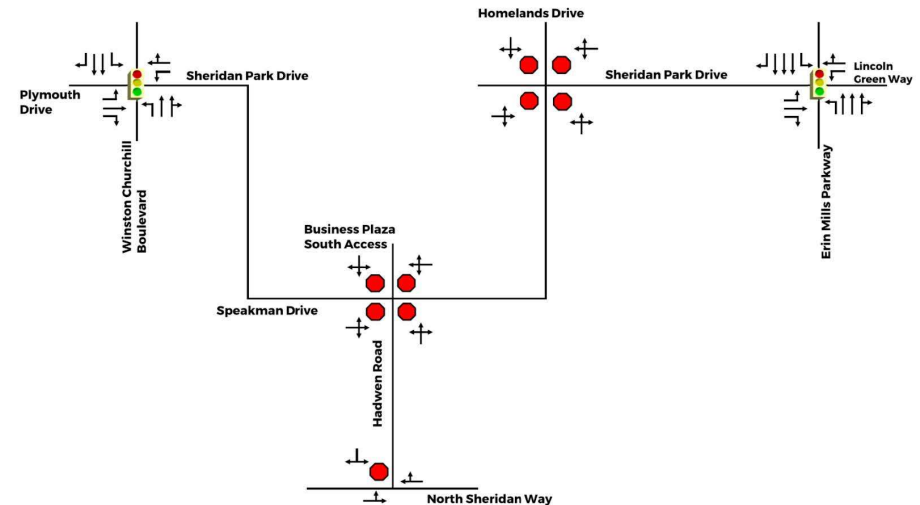 Homelands Drive
Sheridan Park Drive
Sheridan Park Drive
Lincoln
Green Way
Plymouth
Drive
Winston Churchill
Boulevard
Erin Mills Parkway
Business Plaza
South Access
Speakman Drive
Hadwen Road
North Sheridan Way